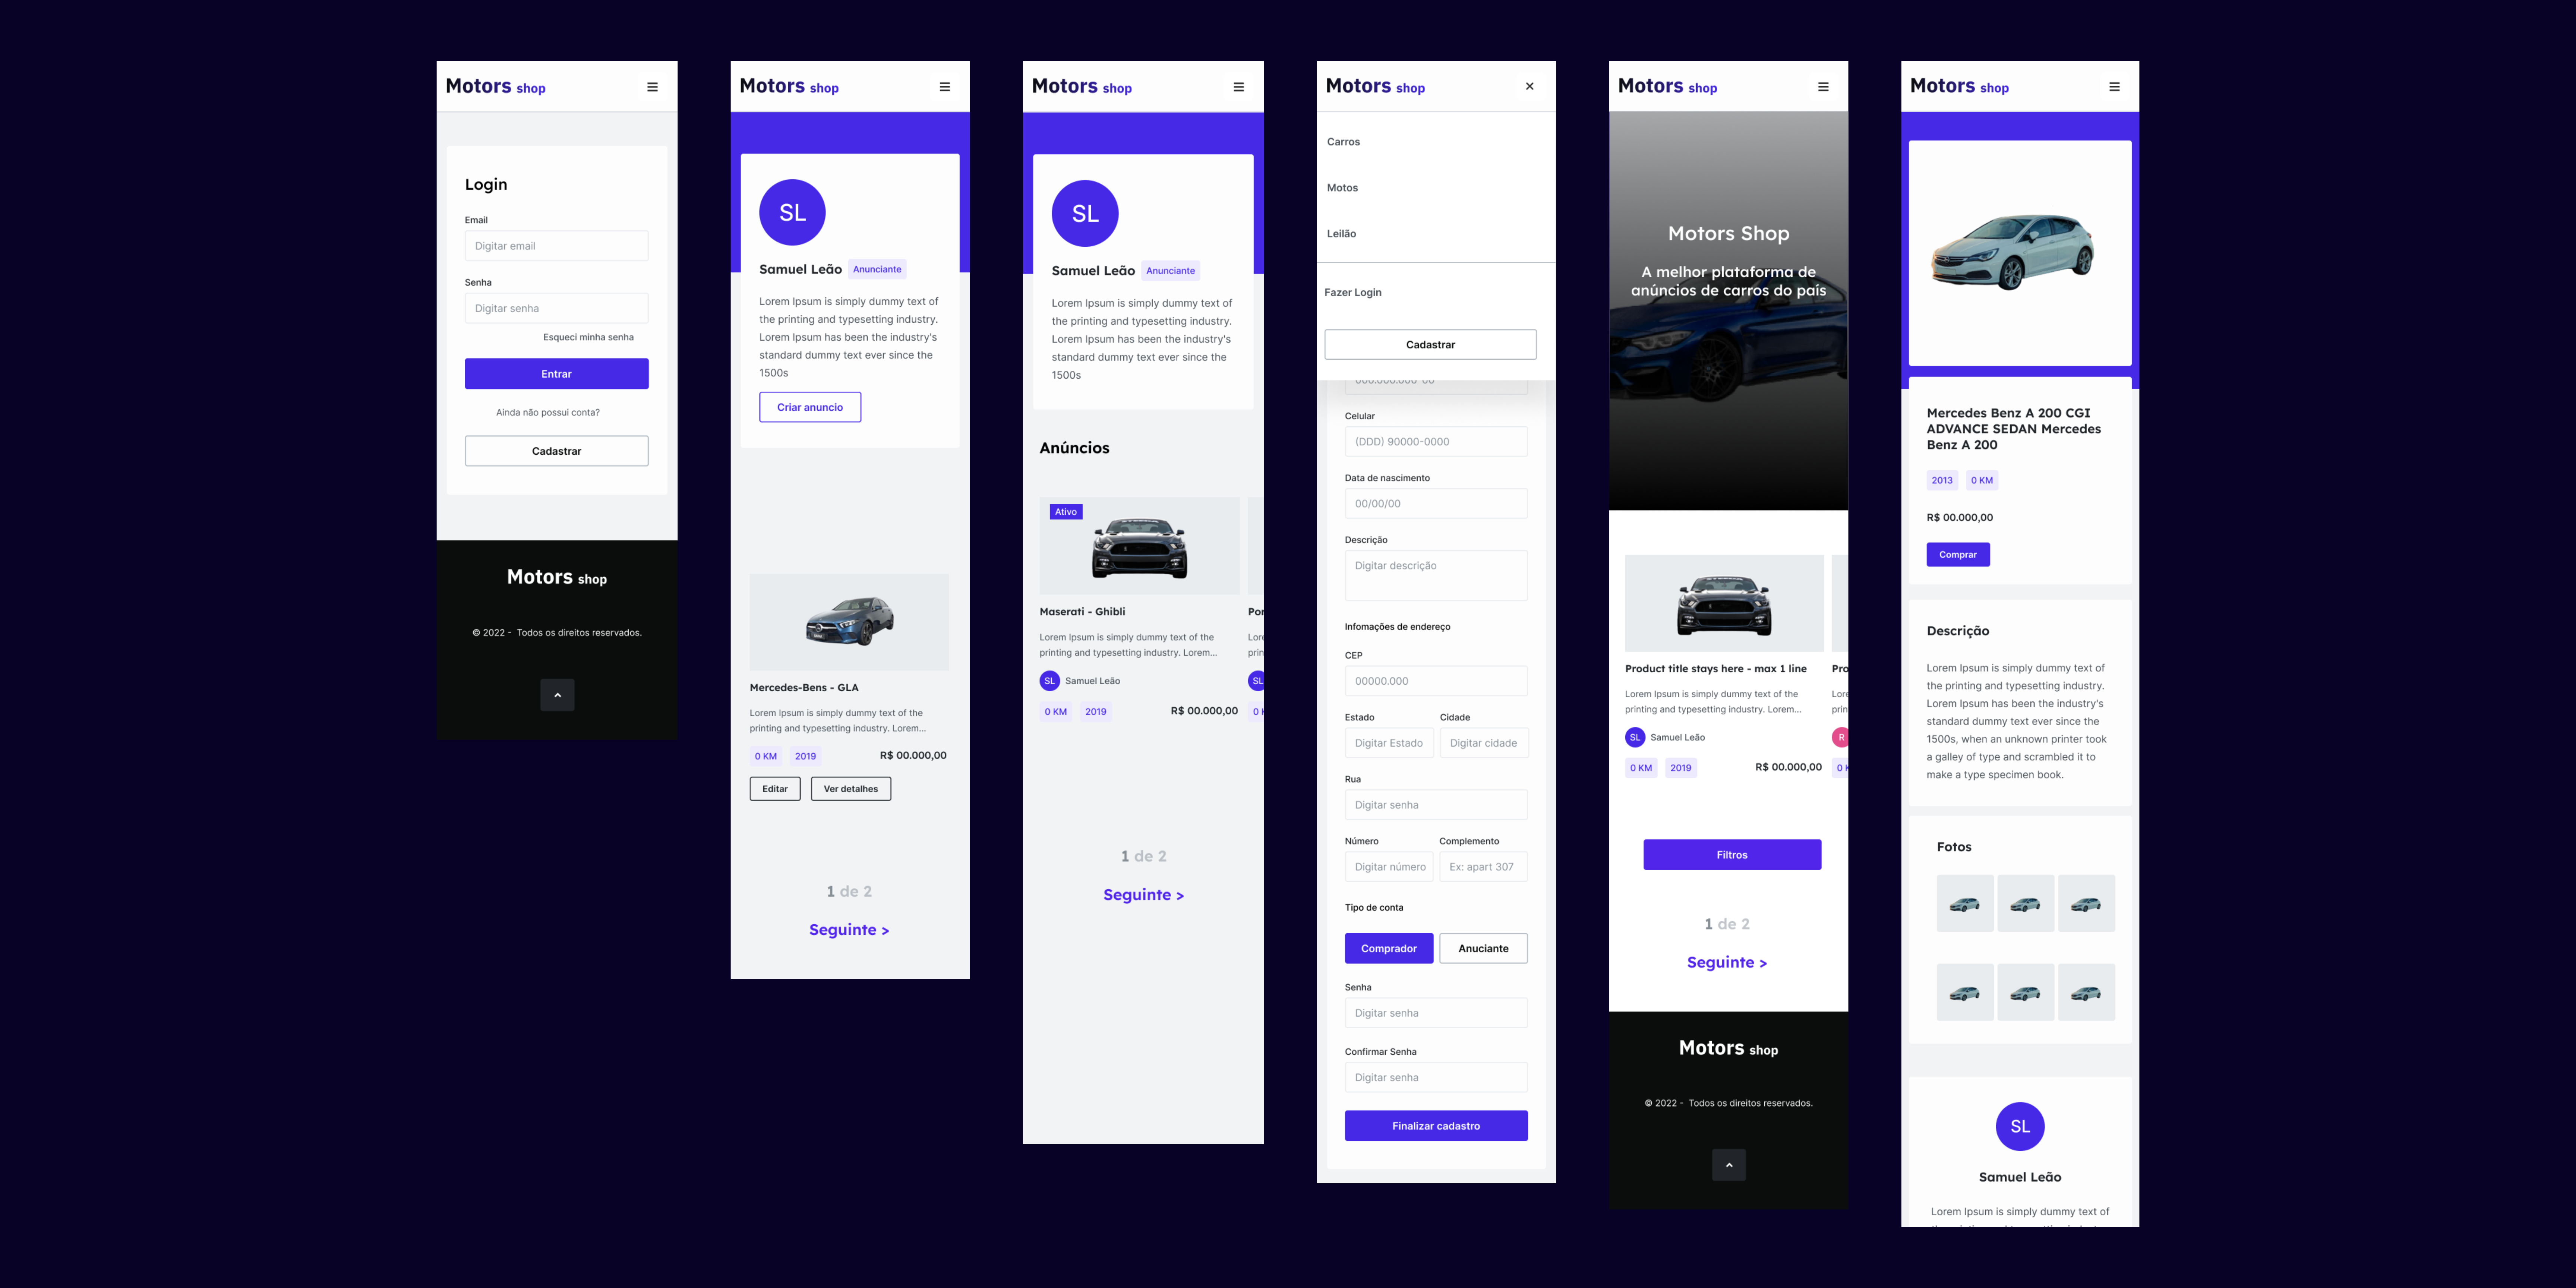 Motors shop
Login
Email
Digitar email
Senha
Digitar senha
Esqueci minha senha
Entrar
Ainda não possui conta?
Cadastrar
Motors shop
© 2022 - Todos os direitos reservados.
Motors shop
SL
Samuel Leão Anunciante
Lorem Ipsum is simply dummy text of
the printing and typesetting industry.
Lorem Ipsum has been the industry's
standard dummy text ever since the
1500s
Criar anuncio
Mercedes-Bens - GLA
Lorem Ipsum is simply dummy text of the
printing and typesetting industry. Lorem...
0 KM 2019 R$ 00.000,00
Editar Ver detalhes
1 de 2
Seguinte >
Motors shop
SL
Samuel Leão Anunciante
Lorem Ipsum is simply dummy text of
the printing and typesetting industry.
Lorem Ipsum has been the industry's
standard dummy text ever since the
1500s
Anúncios
Ativo
Maserati - Ghibli Por
Lorem Ipsum is simply dummy text of the Lore
printing and typesetting industry. Lorem... prin
SL Samuel Leão SL
0 KM 2019 R$ 00.000,00 0 K
1 de 2
Seguinte >
Motors shop
Carros
Motos
Leilão
Fazer Login
Cadastrar
000.000.000-00
Celular
(DDD) 90000-0000
Data de nascimento
00/00/00
Descrição
Digitar descrição
Infomações de endereço
CEP
00000.000
Estado Cidade
Digitar Estado Digitar cidade
Rua
Digitar senha
Número Complemento
Digitar número Ex: apart 307
Tipo de conta
Comprador Anuciante
Senha
Digitar senha
Confirmar Senha
Digitar senha
Finalizar cadastro
Motors shop
Motors Shop
A melhor plataforma de
anúncios de carros do país
Product title stays here - max 1 line Pro
Lorem Ipsum is simply dummy text of the Lore
printing and typesetting industry. Lorem... prin
SL Samuel Leão R
0 KM 2019 R$ 00.000,00 0 K
Filtros
1 de 2
Seguinte >
Motors shop
© 2022 - Todos os direitos reservados.
Motors shop
Mercedes Benz A 200 CGI
ADVANCE SEDAN Mercedes
Benz A 200
2013 0 KM
R$ 00.000,00
Comprar
Descrição
Lorem Ipsum is simply dummy text of
the printing and typesetting industry.
Lorem Ipsum has been the industry's
standard dummy text ever since the
1500s, when an unknown printer took
a galley of type and scrambled it to
make a type specimen book.
Fotos
SL
Samuel Leão
Lorem Ipsum is simply dummy text of